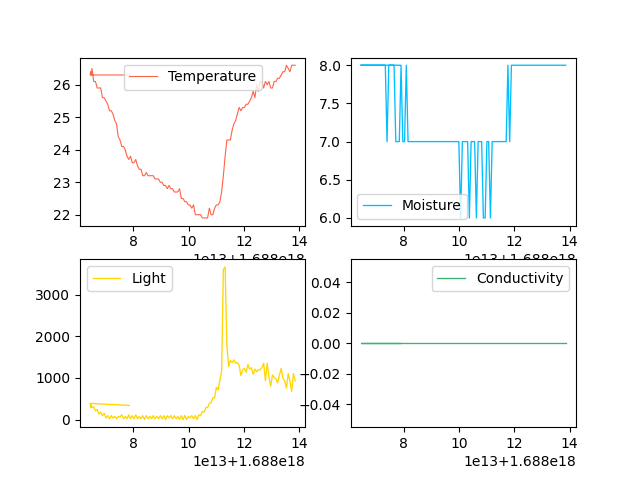 Temperature
26
25
24
23
22
8 10 12 14
1e13+1.688e18
Moisture
8.0
7.5
7.0
6.5
6.0
8 10 12 14
1e13+1.688e18
Light
3000
2000
1000
0
8 10 12 14
1e13+1.688e18
Conductivity
0.04
0.02
0.00
−0.02
−0.04
8 10 12 14
1e13+1.688e18